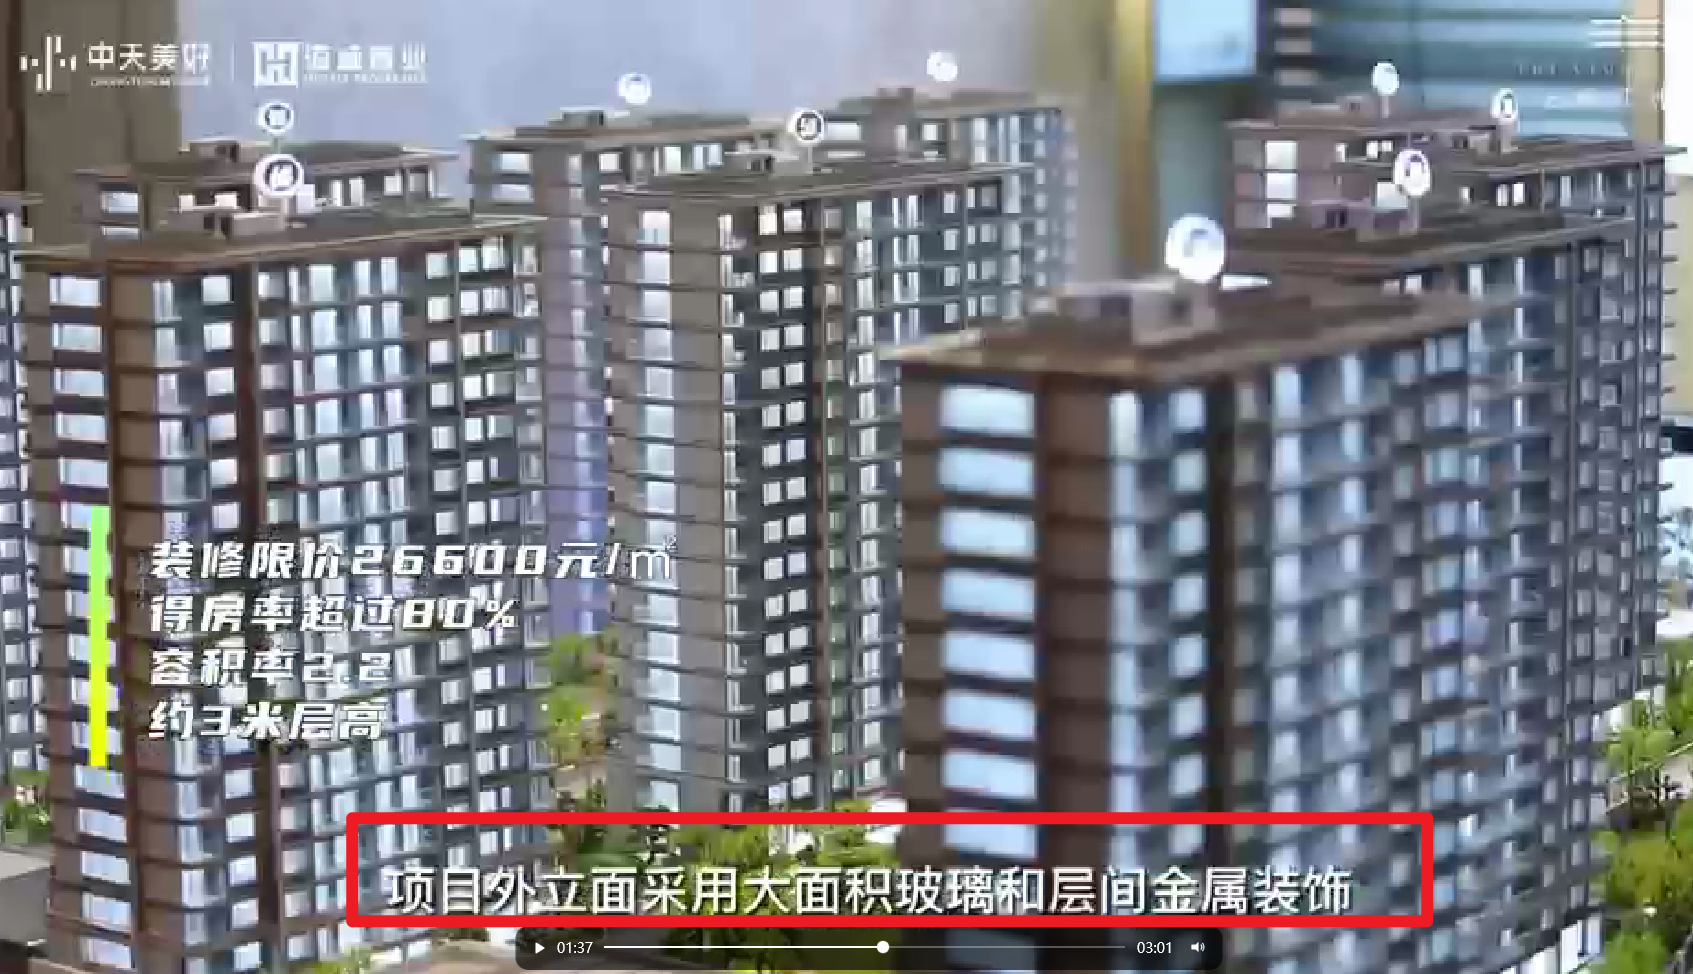 中天美好
装修限价26600元/㎡
得房率超过80%
容积率2.2
约3米层高
项目外立面采用大面积玻璃和层间金属装饰
01:37
03:01